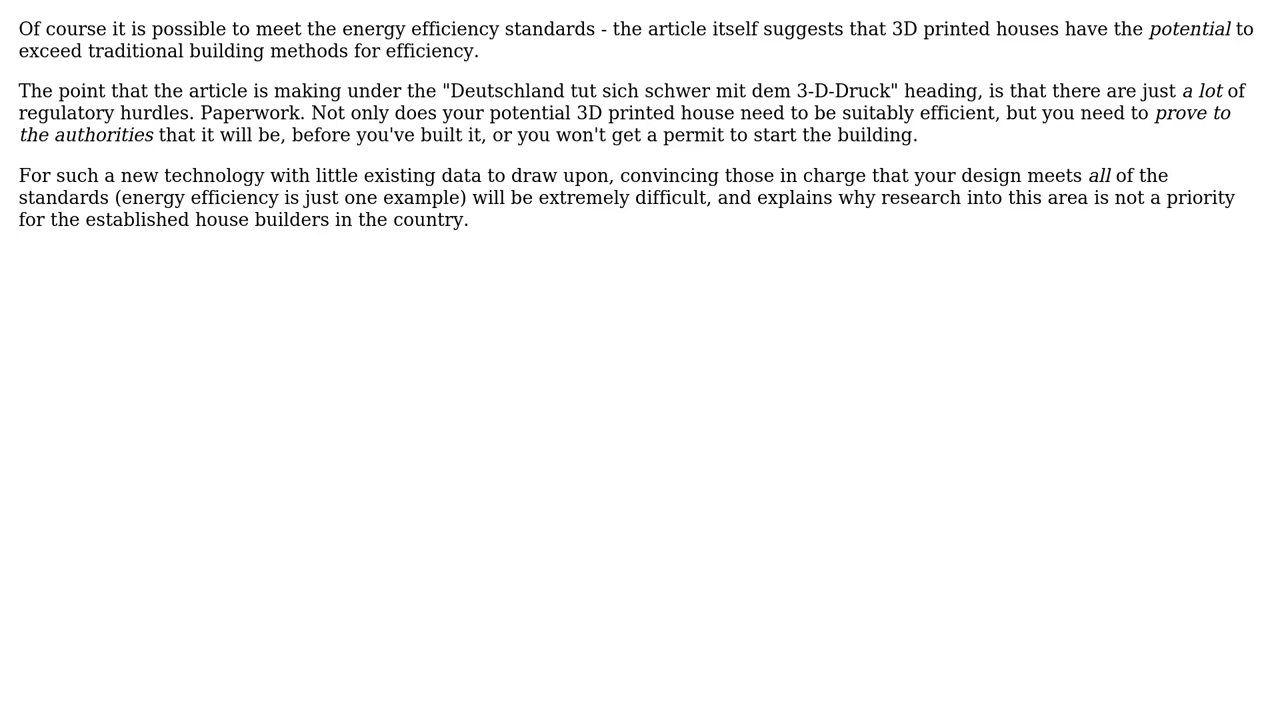 Of course it is possible to meet the energy efficiency standards - the article itself suggests that 3D printed houses have the potential to
exceed traditional building methods for efficiency.
The point that the article is making under the "Deutschland tut sich schwer mit dem 3-D-Druck" heading, is that there are just a lot of
regulatory hurdles. Paperwork. Not only does your potential 3D printed house need to be suitably efficient, but you need to prove to
the authorities that it will be, before you've built it, or you won't get a permit to start the building.
For such a new technology with little existing data to draw upon, convincing those in charge that your design meets all of the
standards (energy efficiency is just one example) will be extremely difficult, and explains why research into this area is not a priority
for the established house builders in the country.